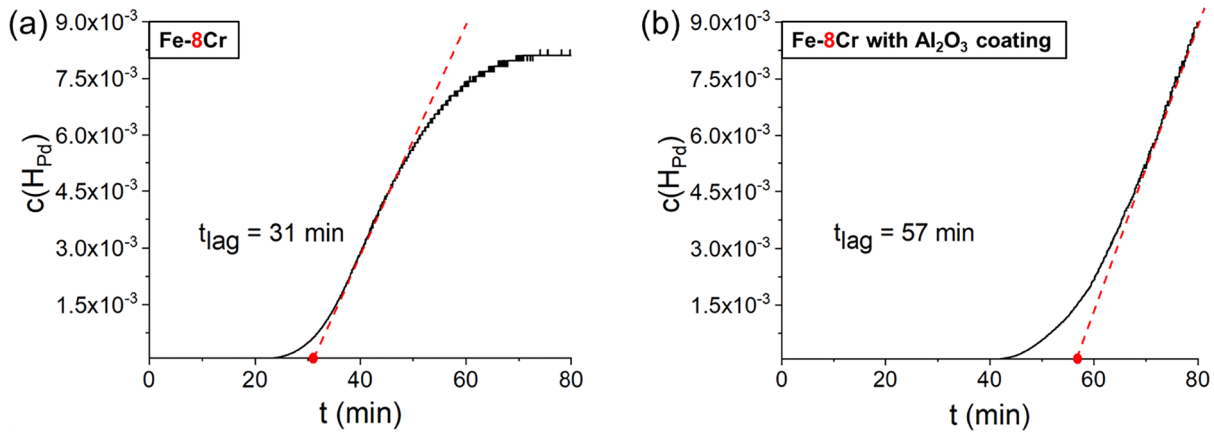 (a)
Fe-8Cr
9.0x10⁻³
7.5x10⁻³
6.0x10⁻³
4.5x10⁻³
3.0x10⁻³
1.5x10⁻³
c(H_Pd)
t_lag = 31 min
0 20 40 60 80
t (min)
(b)
Fe-8Cr with Al₂O₃ coating
9.0x10⁻³
7.5x10⁻³
6.0x10⁻³
4.5x10⁻³
3.0x10⁻³
1.5x10⁻³
c(H_Pd)
t_lag = 57 min
0 20 40 60 80
t (min)